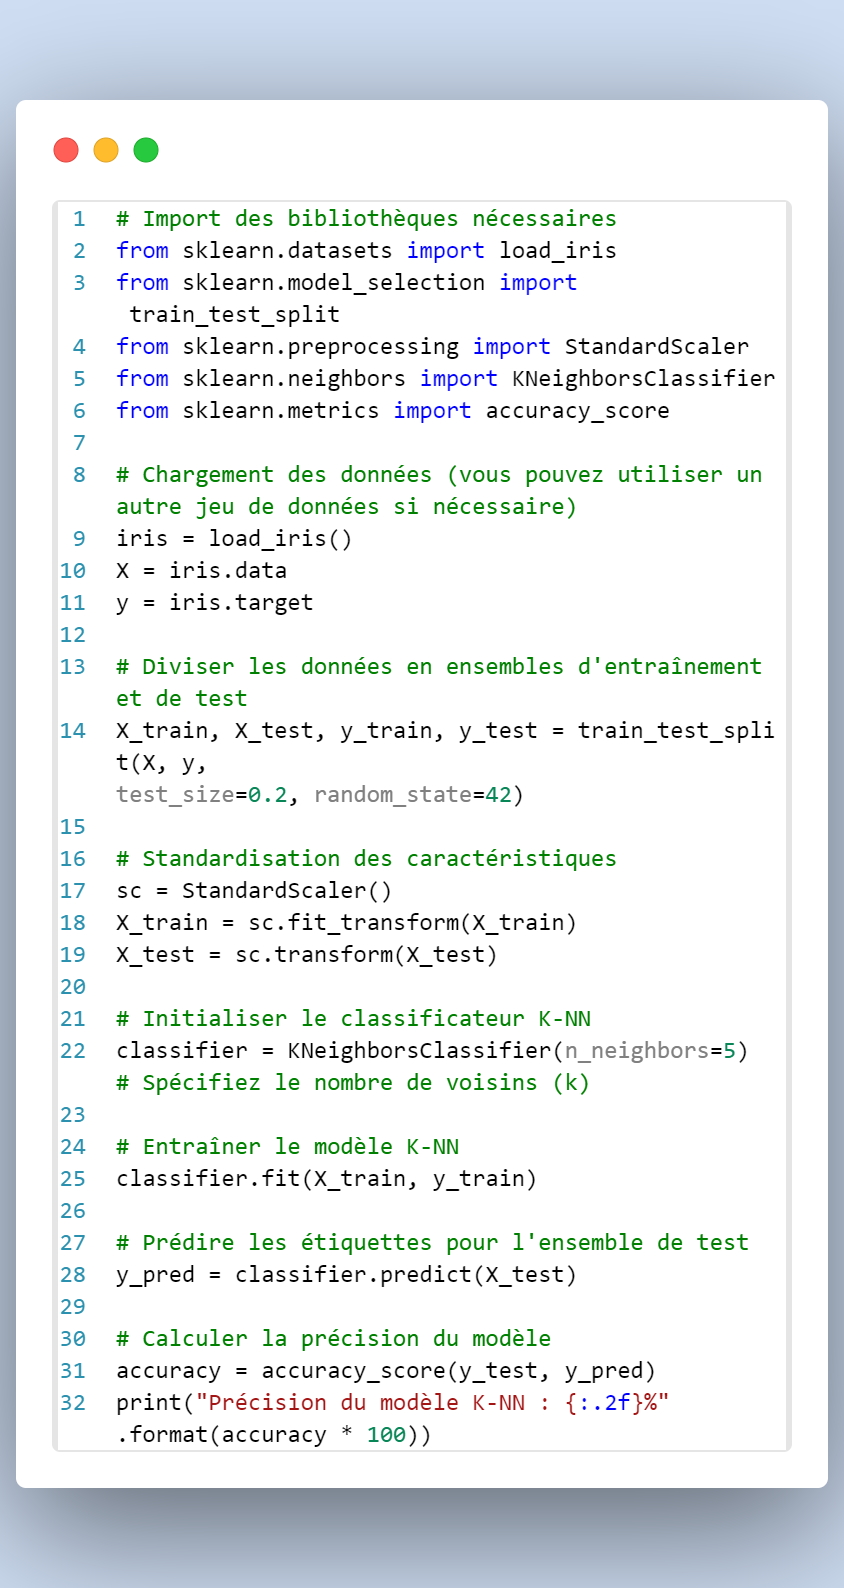 1 # Import des bibliothèques nécessaires
2 from sklearn.datasets import load_iris
3 from sklearn.model_selection import
train_test_split
4 from sklearn.preprocessing import StandardScaler
5 from sklearn.neighbors import KNeighborsClassifier
6 from sklearn.metrics import accuracy_score
7
8 # Chargement des données (vous pouvez utiliser un
autre jeu de données si nécessaire)
9 iris = load_iris()
10 X = iris.data
11 y = iris.target
12
13 # Diviser les données en ensembles d'entraînement
et de test
14 X_train, X_test, y_train, y_test = train_test_spli
t(X, y,
test_size=0.2, random_state=42)
15
16 # Standardisation des caractéristiques
17 sc = StandardScaler()
18 X_train = sc.fit_transform(X_train)
19 X_test = sc.transform(X_test)
20
21 # Initialiser le classificateur K-NN
22 classifier = KNeighborsClassifier(n_neighbors=5)
# Spécifiez le nombre de voisins (k)
23
24 # Entraîner le modèle K-NN
25 classifier.fit(X_train, y_train)
26
27 # Prédire les étiquettes pour l'ensemble de test
28 y_pred = classifier.predict(X_test)
29
30 # Calculer la précision du modèle
31 accuracy = accuracy_score(y_test, y_pred)
32 print("Précision du modèle K-NN : {:.2f}%"
.format(accuracy * 100))